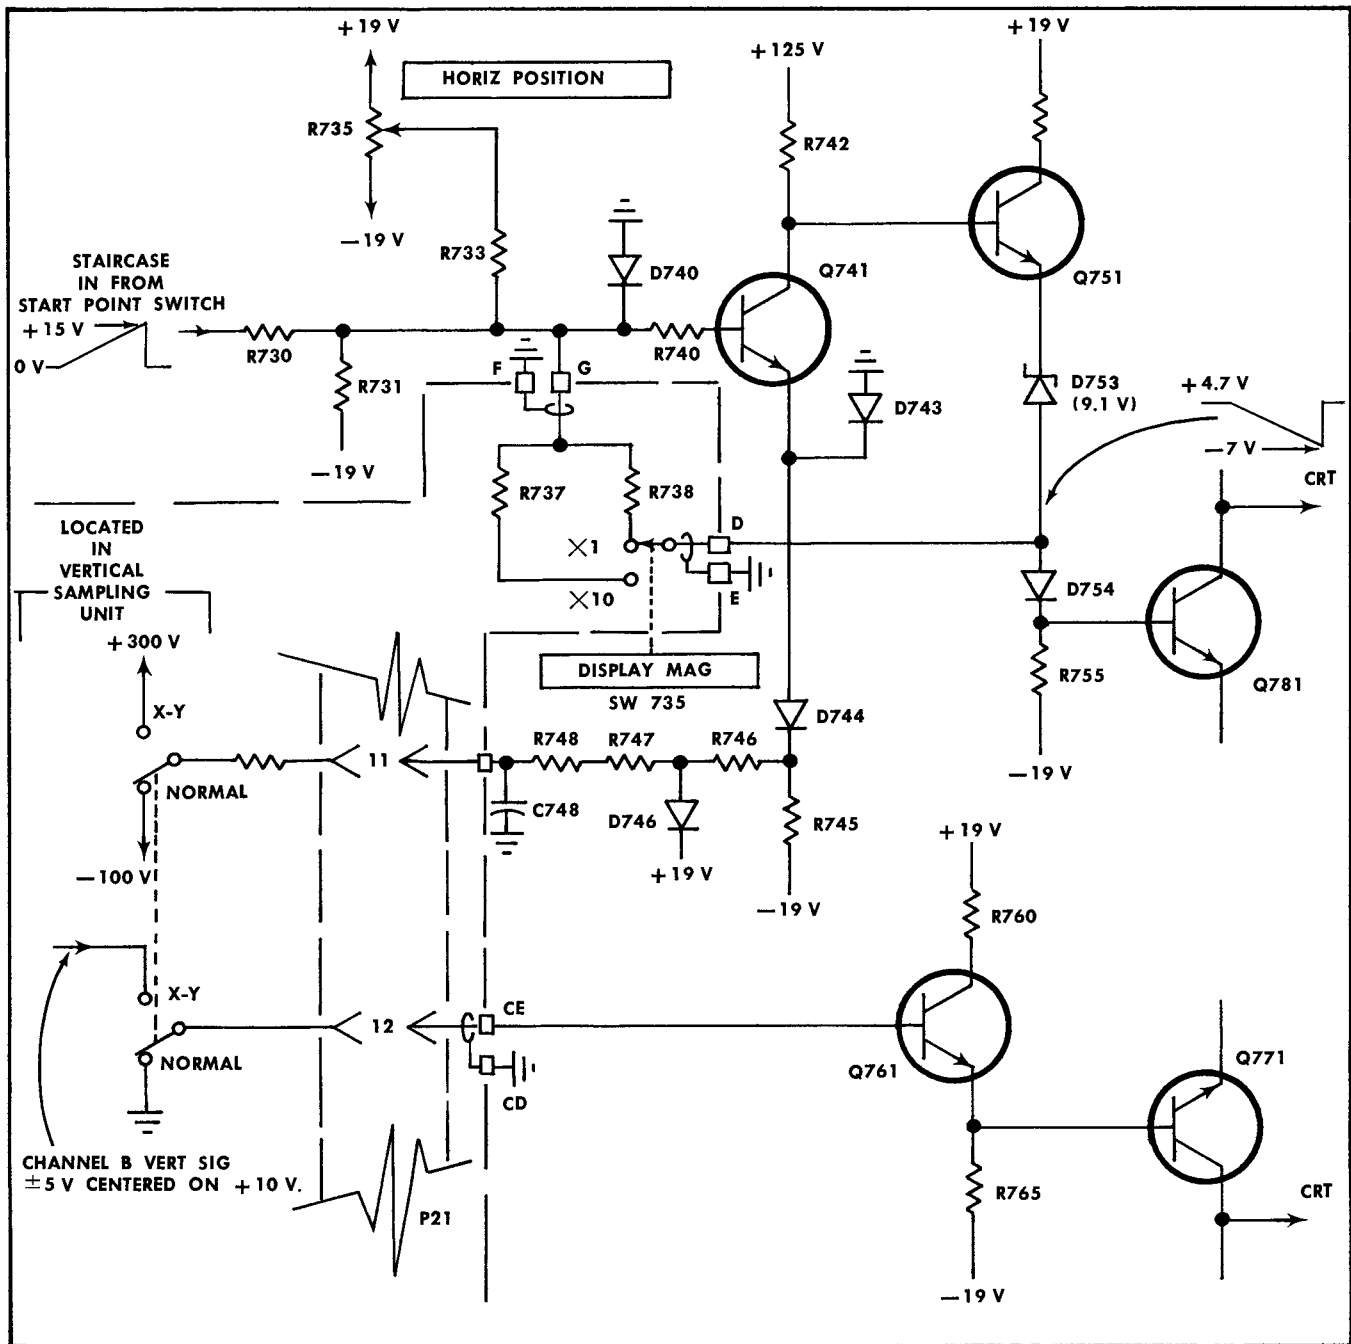 +19 V
HORIZ POSITION
+125 V
+19 V
R735
R742
−19 V
R733
D740
Q741
Q751
STAIRCASE
IN FROM
START POINT SWITCH
+15 V
0 V
R730
R731
−19 V
F
G
R740
D743
D753
(9.1 V)
+4.7 V
−7 V
CRT
R737
R738
D
×1
×10
E
D754
R755
Q781
−19 V
LOCATED
IN
VERTICAL
SAMPLING
UNIT
+300 V
X-Y
DISPLAY MAG
SW 735
D744
11
R748
R747
R746
NORMAL
C748
D746
R745
−100 V
+19 V
−19 V
+19 V
R760
X-Y
12
CE
NORMAL
CD
Q761
Q771
CHANNEL B VERT SIG
±5 V CENTERED ON +10 V.
P21
R765
CRT
−19 V